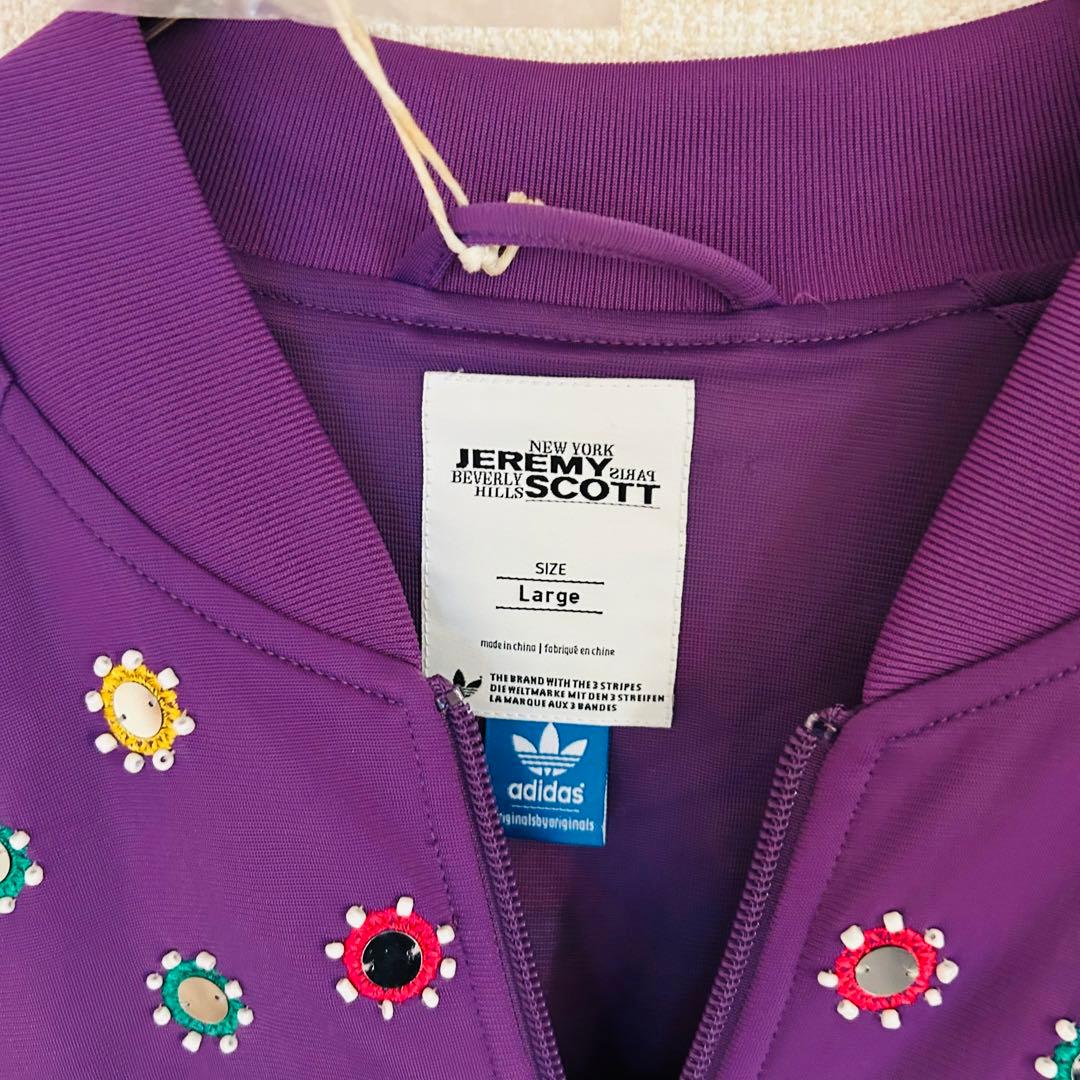 NEW YORK
JEREMY PARIS
BEVERLY
HILLS SCOTT
SIZE
Large
made in china | fabriqué en chine
THE BRAND WITH THE 3 STRIPES
DIE WELTMARKE MIT DEN 3 STREIFEN
LA MARQUE AUX 3 BANDES
adidas
originalsbyoriginals